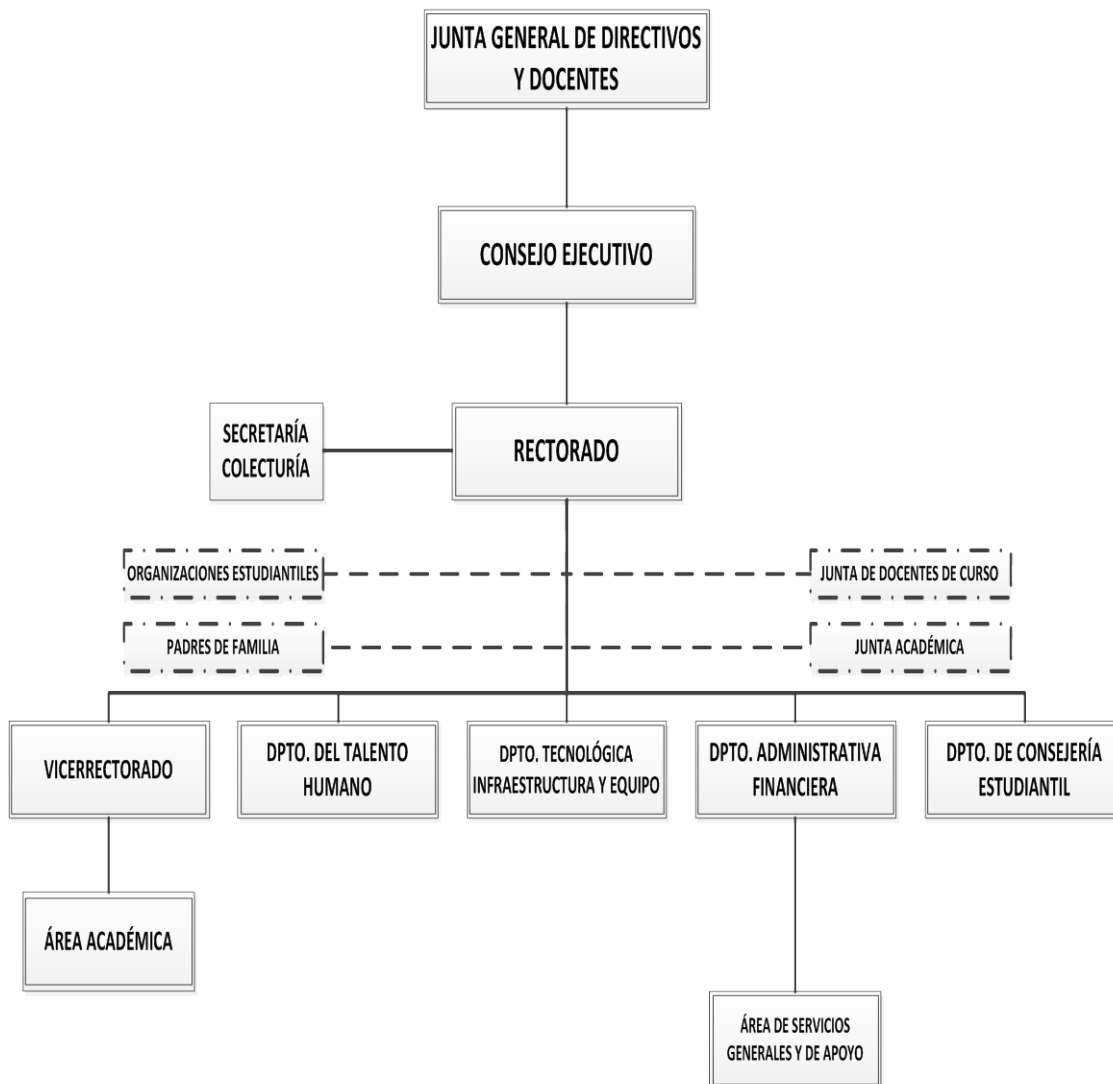 JUNTA GENERAL DE DIRECTIVOS
Y DOCENTES
CONSEJO EJECUTIVO
SECRETARÍA
COLECTURÍA
RECTORADO
ORGANIZACIONES ESTUDIANTILES
JUNTA DE DOCENTES DE CURSO
PADRES DE FAMILIA
JUNTA ACADÉMICA
VICERRECTORADO
DPTO. DEL TALENTO
HUMANO
DPTO. TECNOLÓGICA
INFRAESTRUCTURA Y EQUIPO
DPTO. ADMINISTRATIVA
FINANCIERA
DPTO. DE CONSEJERÍA
ESTUDIANTIL
ÁREA ACADÉMICA
ÁREA DE SERVICIOS
GENERALES Y DE APOYO